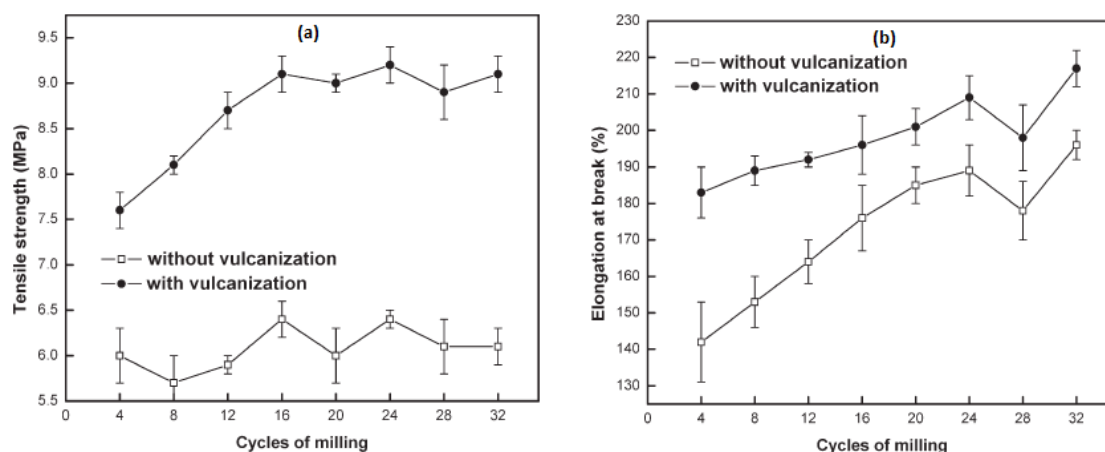 (a)
Tensile strength (MPa)
9.5
9.0
8.5
8.0
7.5
7.0
6.5
6.0
5.5
without vulcanization
with vulcanization
0 4 8 12 16 20 24 28 32
Cycles of milling
(b)
Elongation at break (%)
230
220
210
200
190
180
170
160
150
140
130
without vulcanization
with vulcanization
0 4 8 12 16 20 24 28 32
Cycles of milling